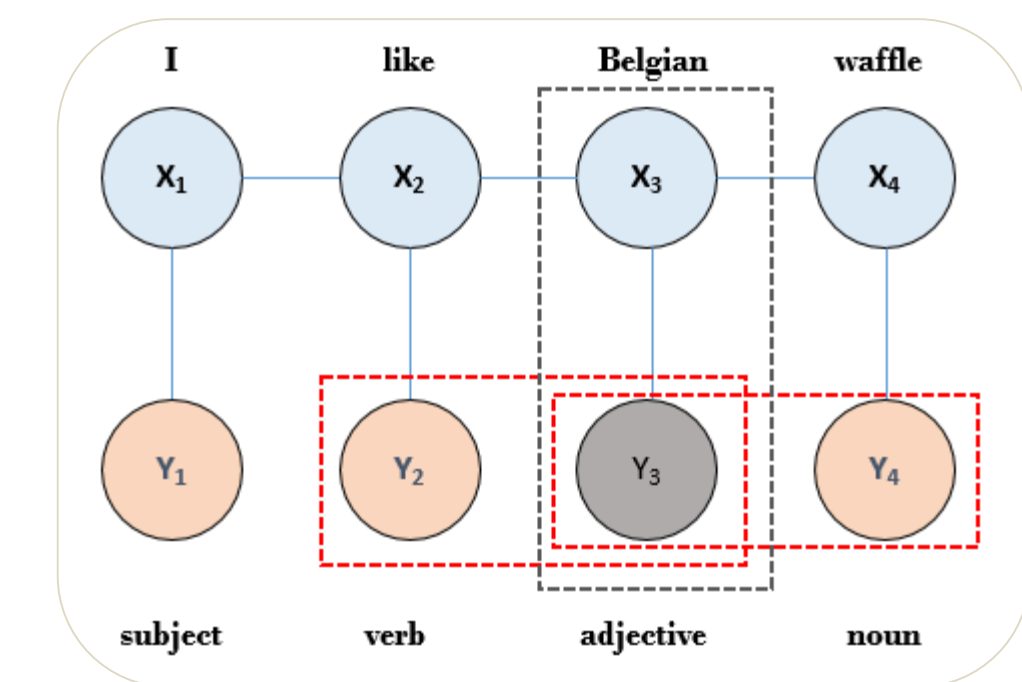 I like Belgian waffle
X₁ X₂ X₃ X₄
Y₁ Y₂ Y₃ Y₄
subject verb adjective noun